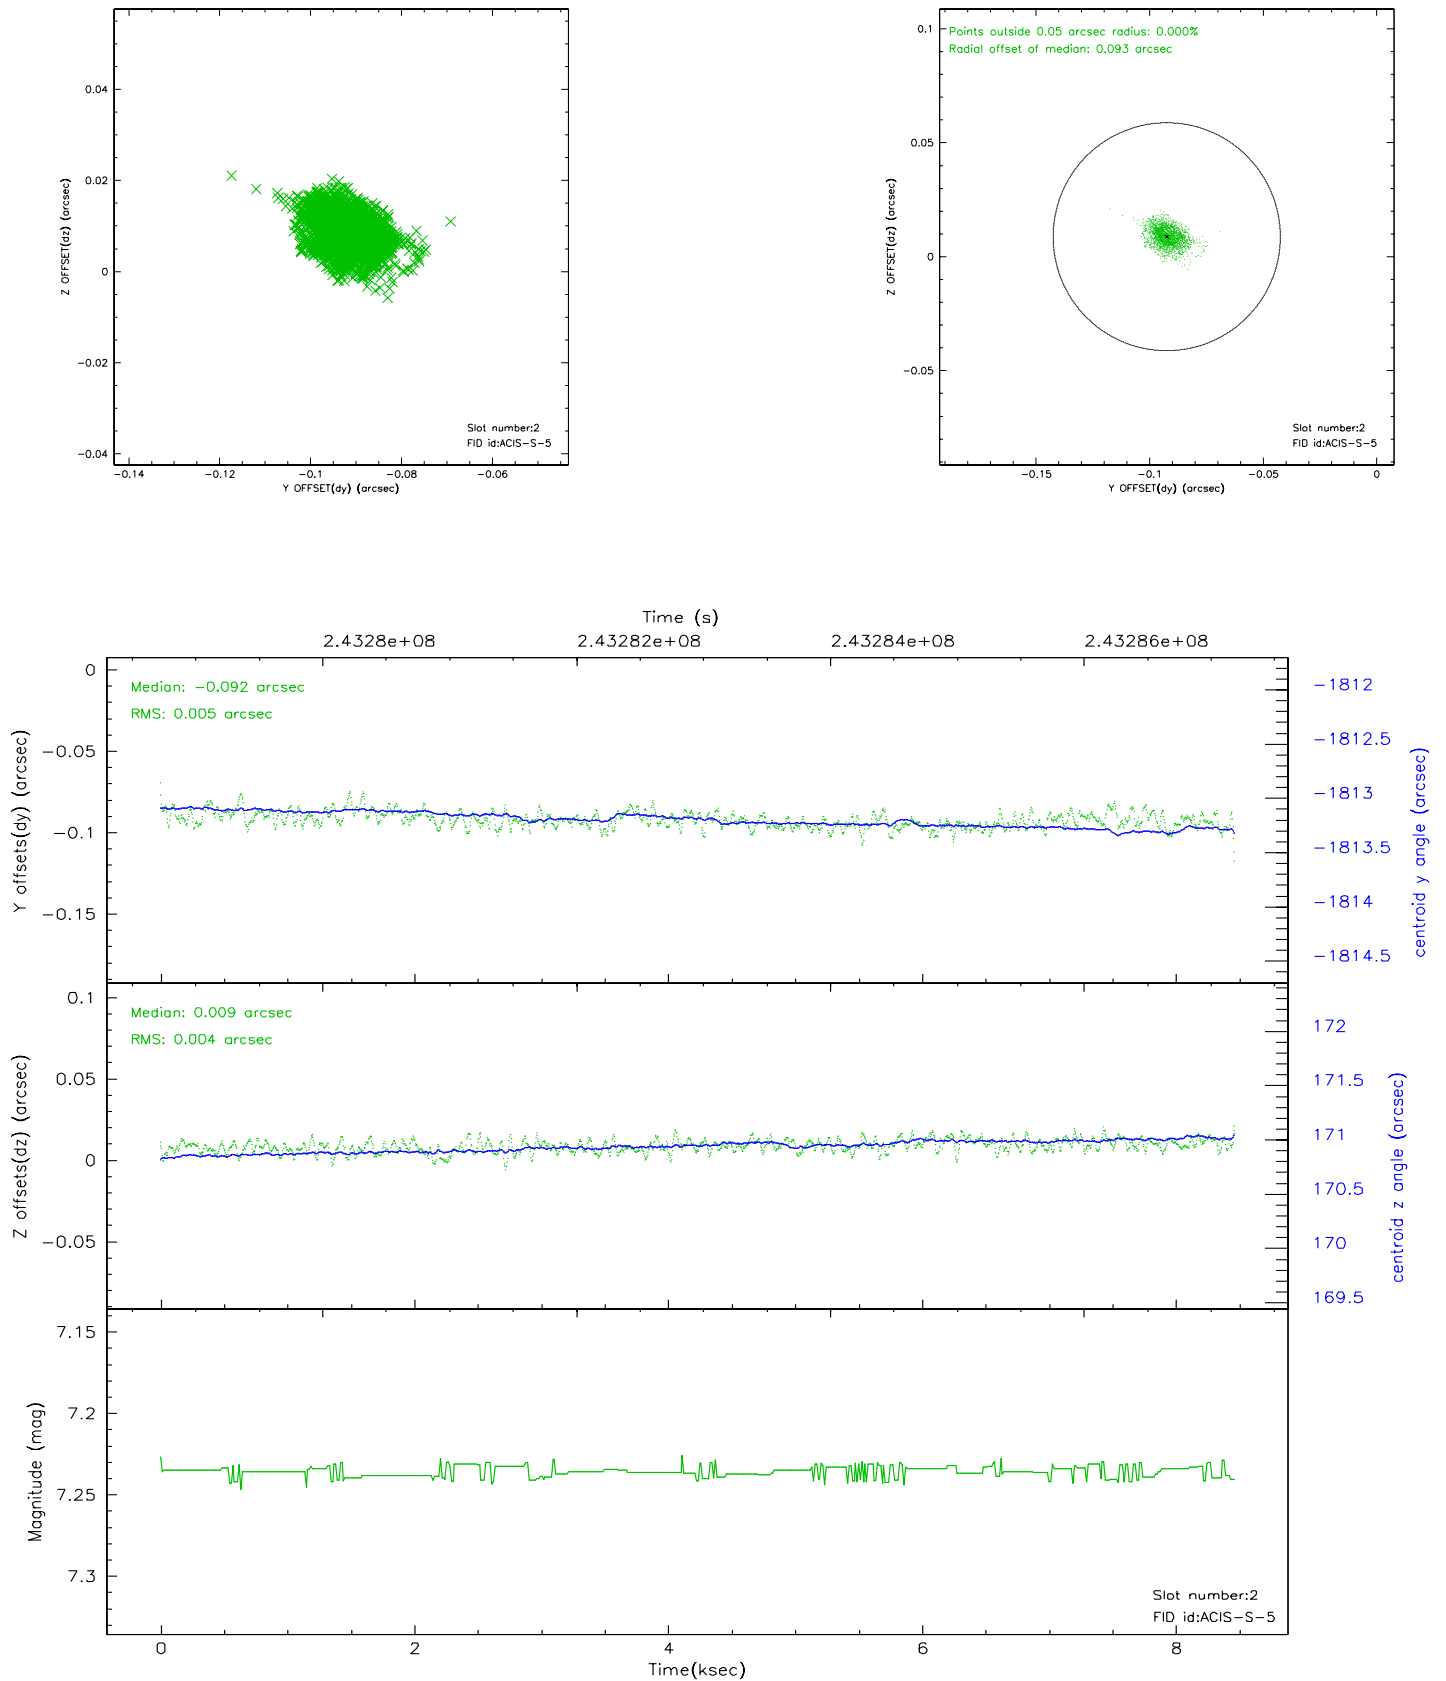 0.04
0.02
0
-0.02
-0.04
Z OFFSET(dz) (arcsec)
Slot number:2
FID id:ACIS-S-5
-0.14 -0.12 -0.1 -0.08 -0.06
Y OFFSET(dy) (arcsec)
Points outside 0.05 arcsec radius: 0.000%
Radial offset of median: 0.093 arcsec
0.1
0.05
0
-0.05
Z OFFSET(dz) (arcsec)
Slot number:2
FID id:ACIS-S-5
-0.15 -0.1 -0.05 0
Y OFFSET(dy) (arcsec)
Time (s)
2.4328e+08 2.43282e+08 2.43284e+08 2.43286e+08
Median: -0.092 arcsec
RMS: 0.005 arcsec
0
-0.05
-0.1
-0.15
Y offsets(dy) (arcsec)
-1812
-1812.5
-1813
-1813.5
-1814
-1814.5
centroid y angle (arcsec)
Median: 0.009 arcsec
RMS: 0.004 arcsec
0.1
0.05
0
-0.05
Z offsets(dz) (arcsec)
172
171.5
171
170.5
170
169.5
centroid z angle (arcsec)
7.15
7.2
7.25
7.3
Magnitude (mag)
Slot number:2
FID id:ACIS-S-5
0 2 4 6 8
Time(ksec)